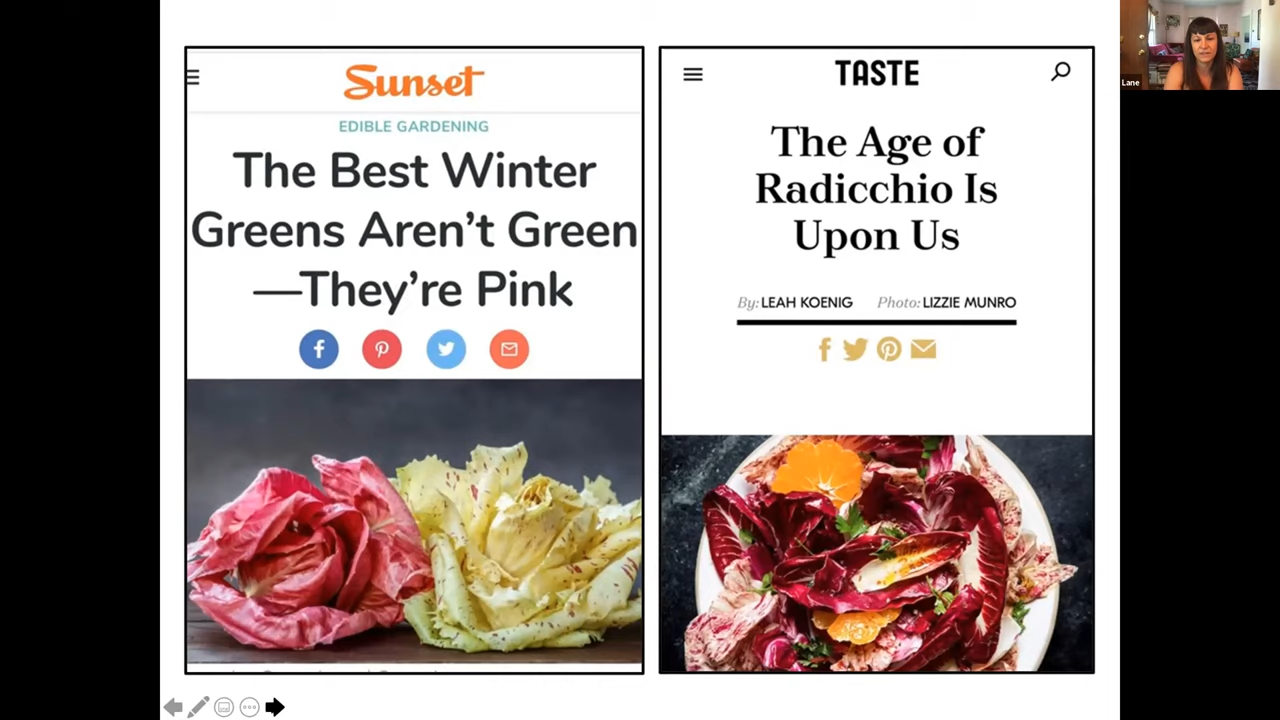 Sunset
EDIBLE GARDENING
The Best Winter
Greens Aren't Green
—They're Pink
TASTE
The Age of
Radicchio Is
Upon Us
By: LEAH KOENIG Photo: LIZZIE MUNRO
Lane